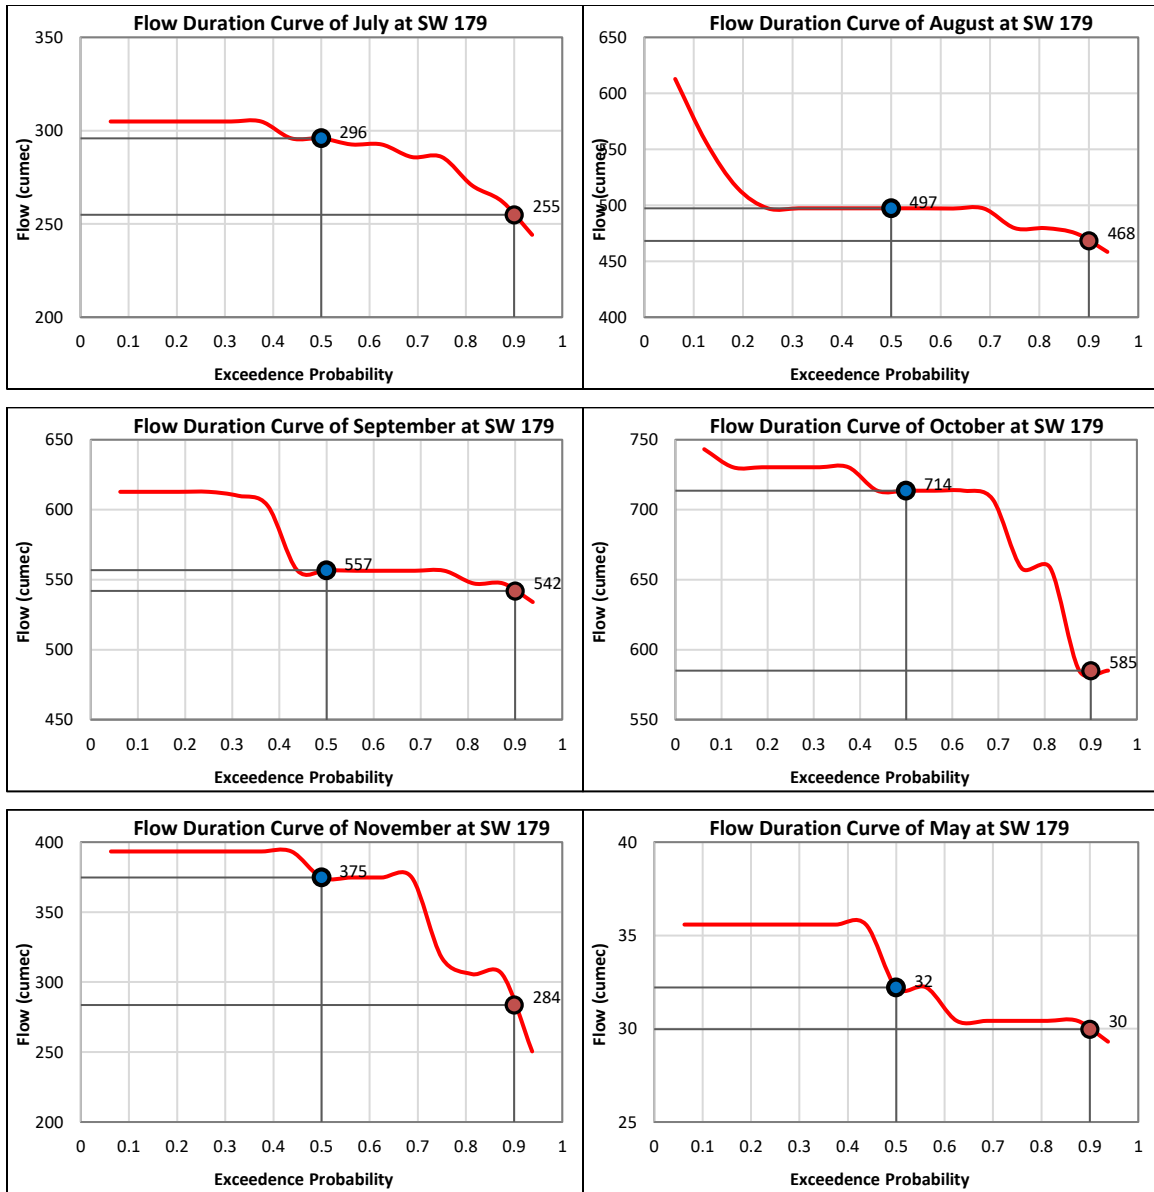 Flow Duration Curve of July at SW 179
350
300
250
200
Flow (cumec)
296
255
0 0.1 0.2 0.3 0.4 0.5 0.6 0.7 0.8 0.9 1
Exceedence Probability
Flow Duration Curve of August at SW 179
650
600
550
500
450
400
Flow (cumec)
497
468
0 0.1 0.2 0.3 0.4 0.5 0.6 0.7 0.8 0.9 1
Exceedence Probability
Flow Duration Curve of September at SW 179
650
600
550
500
450
Flow (cumec)
557
542
0 0.1 0.2 0.3 0.4 0.5 0.6 0.7 0.8 0.9 1
Exceedence Probability
Flow Duration Curve of October at SW 179
750
700
650
600
550
Flow (cumec)
714
585
0 0.1 0.2 0.3 0.4 0.5 0.6 0.7 0.8 0.9 1
Exceedence Probability
Flow Duration Curve of November at SW 179
400
350
300
250
200
Flow (cumec)
375
284
0 0.1 0.2 0.3 0.4 0.5 0.6 0.7 0.8 0.9 1
Exceedence Probability
Flow Duration Curve of May at SW 179
40
35
30
25
Flow (cumec)
32
30
0 0.1 0.2 0.3 0.4 0.5 0.6 0.7 0.8 0.9 1
Exceedence Probability